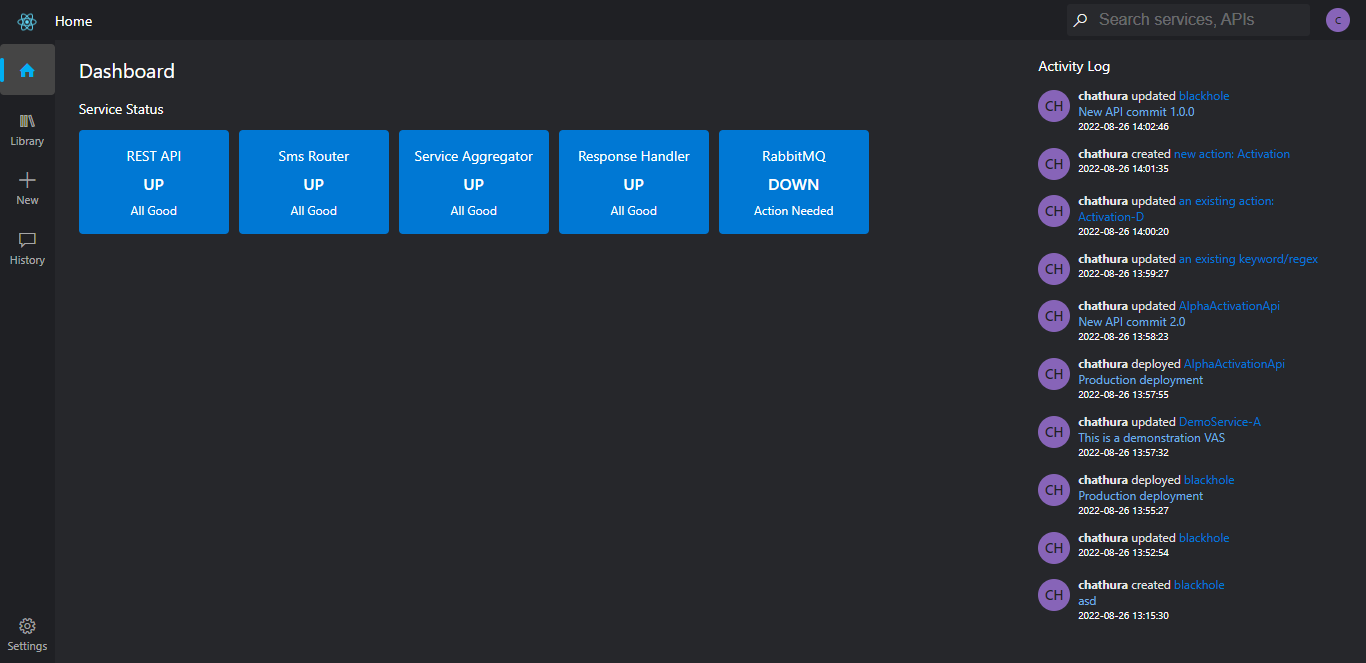 Home
Search services, APIs
C
Library
New
History
Settings
Dashboard
Service Status
REST API
UP
All Good
Sms Router
UP
All Good
Service Aggregator
UP
All Good
Response Handler
UP
All Good
RabbitMQ
DOWN
Action Needed
Activity Log
CH
chathura updated blackhole
New API commit 1.0.0
2022-08-26 14:02:46
CH
chathura created new action: Activation
2022-08-26 14:01:35
CH
chathura updated an existing action:
Activation-D
2022-08-26 14:00:20
CH
chathura updated an existing keyword/regex
2022-08-26 13:59:27
CH
chathura updated AlphaActivationApi
New API commit 2.0
2022-08-26 13:58:23
CH
chathura deployed AlphaActivationApi
Production deployment
2022-08-26 13:57:55
CH
chathura updated DemoService-A
This is a demonstration VAS
2022-08-26 13:57:32
CH
chathura deployed blackhole
Production deployment
2022-08-26 13:55:27
CH
chathura updated blackhole
2022-08-26 13:52:54
CH
chathura created blackhole
asd
2022-08-26 13:15:30